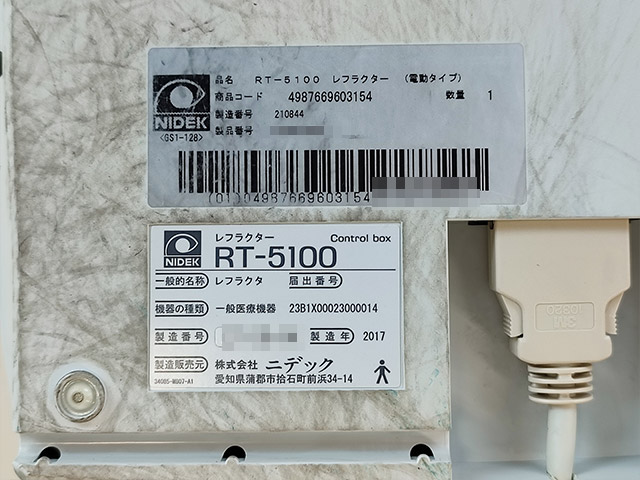 品名 RT-5100 レフラクター (電動タイプ)
商品コード 4987669603154 数量 1
製造番号 210844
製品番号
NIDEK
<GS1-128>
(01)04987669603154
レフラクター Control box
NIDEK RT-5100
一般的名称 レフラクタ 届出番号
機器の種類 一般医療機器 23B1X00023000014
製造番号 製造年 2017
製造販売元 株式会社 ニデック
34085-M007-A1 愛知県蒲郡市拾石町前浜34-14